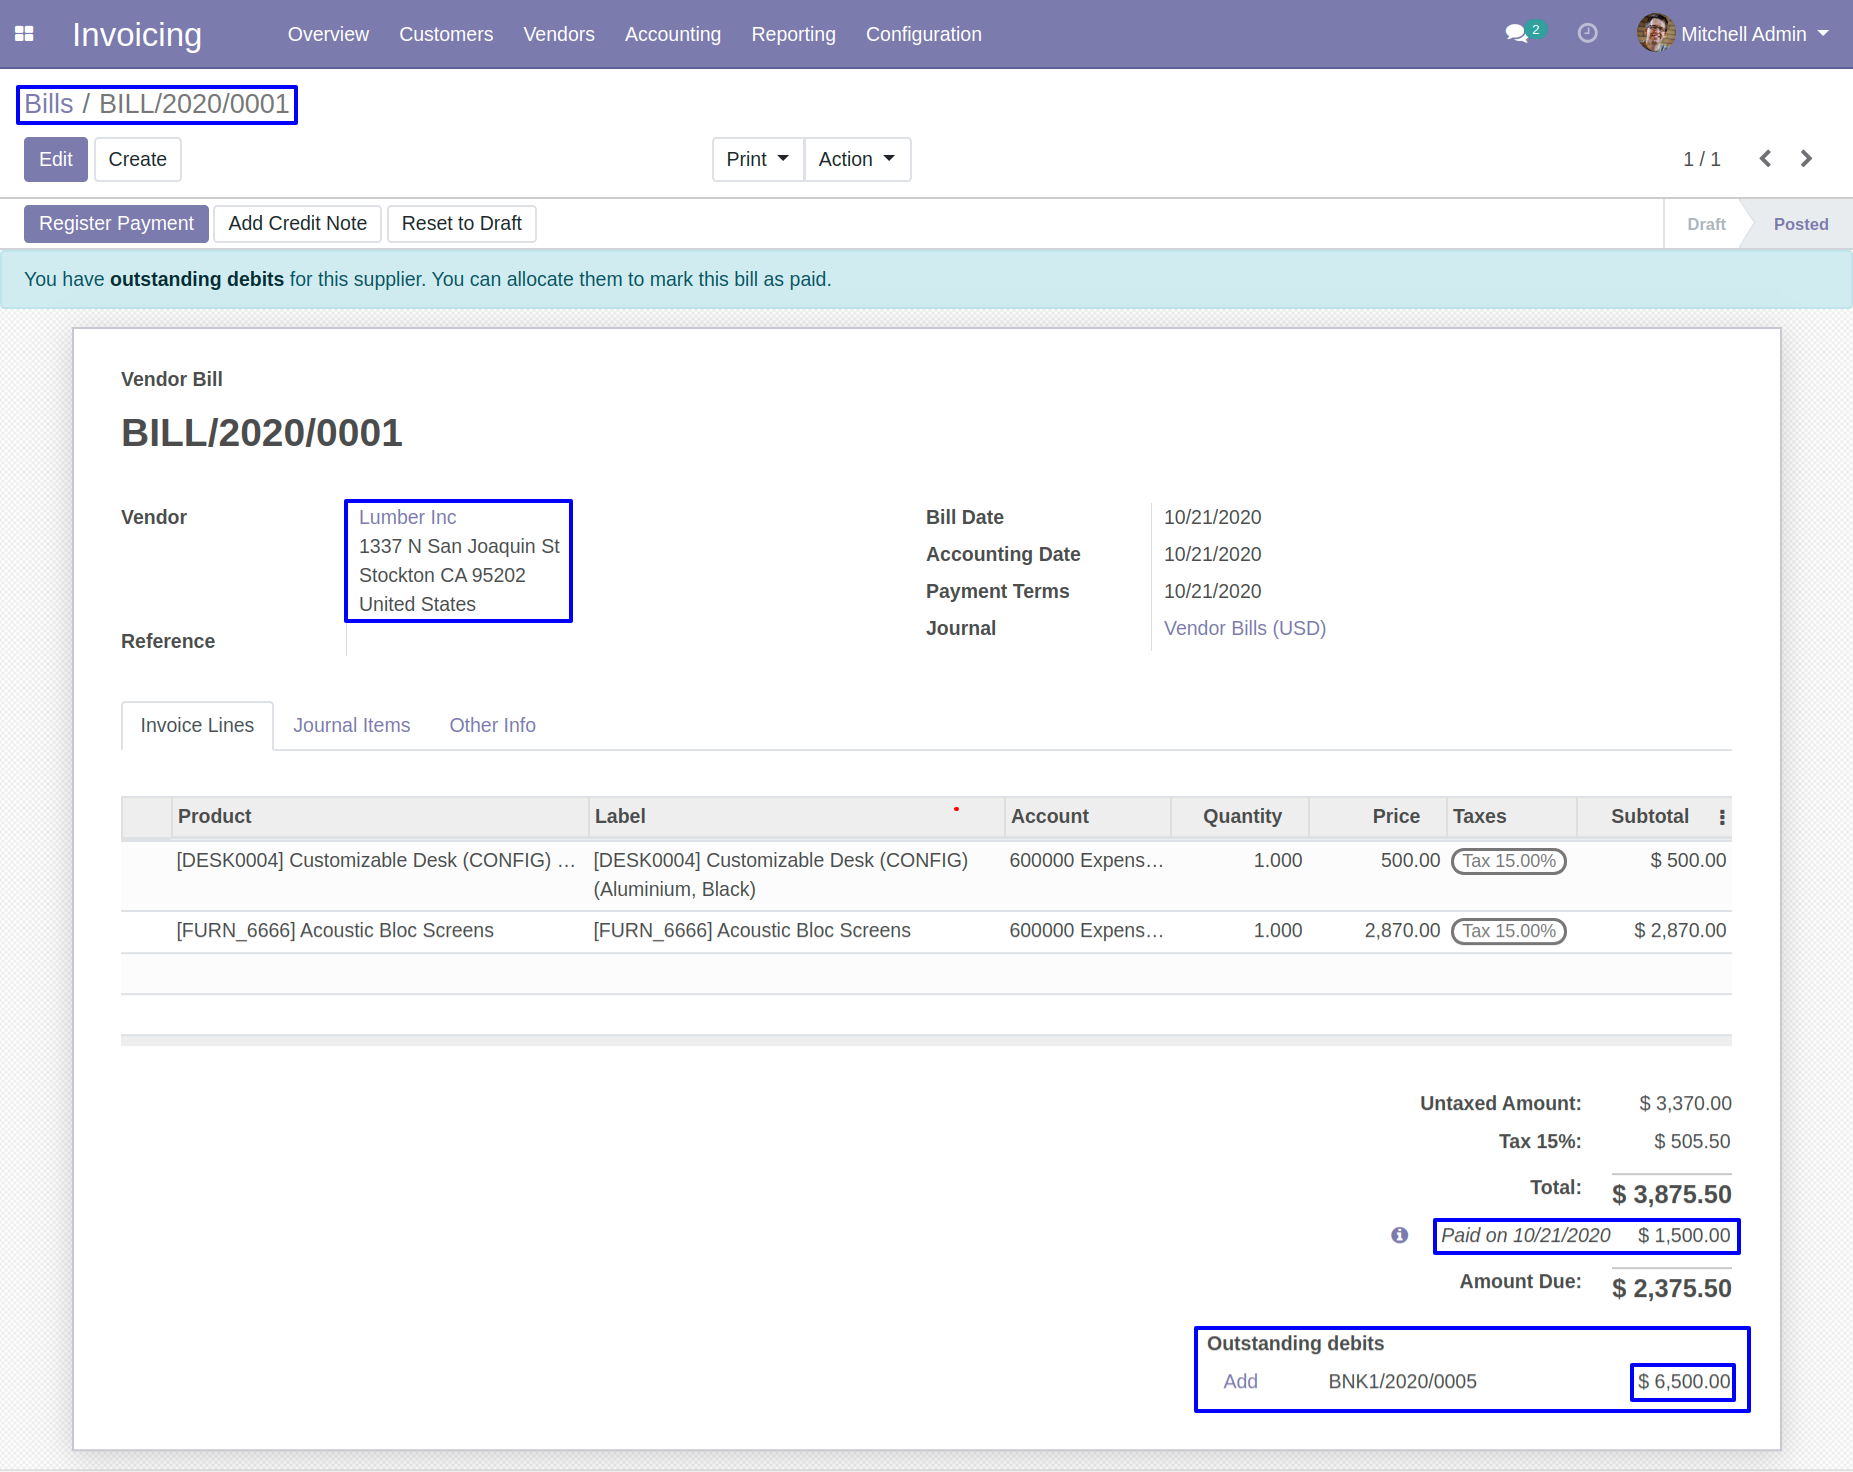 Invoicing Overview Customers Vendors Accounting Reporting Configuration 2 Mitchell Admin
Bills / BILL/2020/0001
Edit Create Print Action 1 / 1
Register Payment Add Credit Note Reset to Draft Draft Posted
You have outstanding debits for this supplier. You can allocate them to mark this bill as paid.
Vendor Bill
BILL/2020/0001
Vendor Lumber Inc Bill Date 10/21/2020
1337 N San Joaquin St Accounting Date 10/21/2020
Stockton CA 95202 Payment Terms 10/21/2020
United States Journal Vendor Bills (USD)
Reference
Invoice Lines Journal Items Other Info
Product Label Account Quantity Price Taxes Subtotal
[DESK0004] Customizable Desk (CONFIG) … [DESK0004] Customizable Desk (CONFIG) 600000 Expens… 1.000 500.00 Tax 15.00% $ 500.00
(Aluminium, Black)
[FURN_6666] Acoustic Bloc Screens [FURN_6666] Acoustic Bloc Screens 600000 Expens… 1.000 2,870.00 Tax 15.00% $ 2,870.00
Untaxed Amount: $ 3,370.00
Tax 15%: $ 505.50
Total: $ 3,875.50
Paid on 10/21/2020 $ 1,500.00
Amount Due: $ 2,375.50
Outstanding debits
Add BNK1/2020/0005 $ 6,500.00